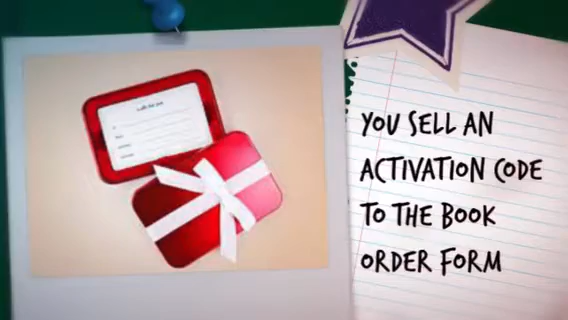 YOU SELL AN
ACTIVATION CODE
TO THE BOOK
ORDER FORM